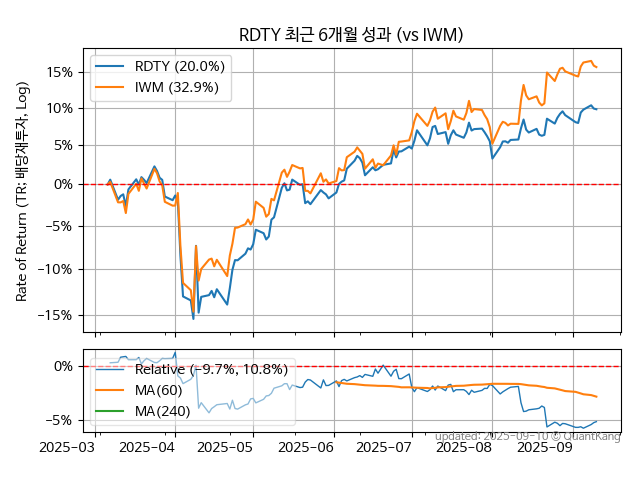 RDTY 최근 6개월 성과 (vs IWM)
RDTY (20.0%)
IWM (32.9%)
15%
10%
5%
0%
−5%
−10%
−15%
Rate of Return (TR: 배당재투자, Log)
Relative (−9.7%, 10.8%)
MA(60)
MA(240)
0%
−5%
updated: 2025-09-10 © QuantKang
2025-03
2025-04
2025-05
2025-06
2025-07
2025-08
2025-09